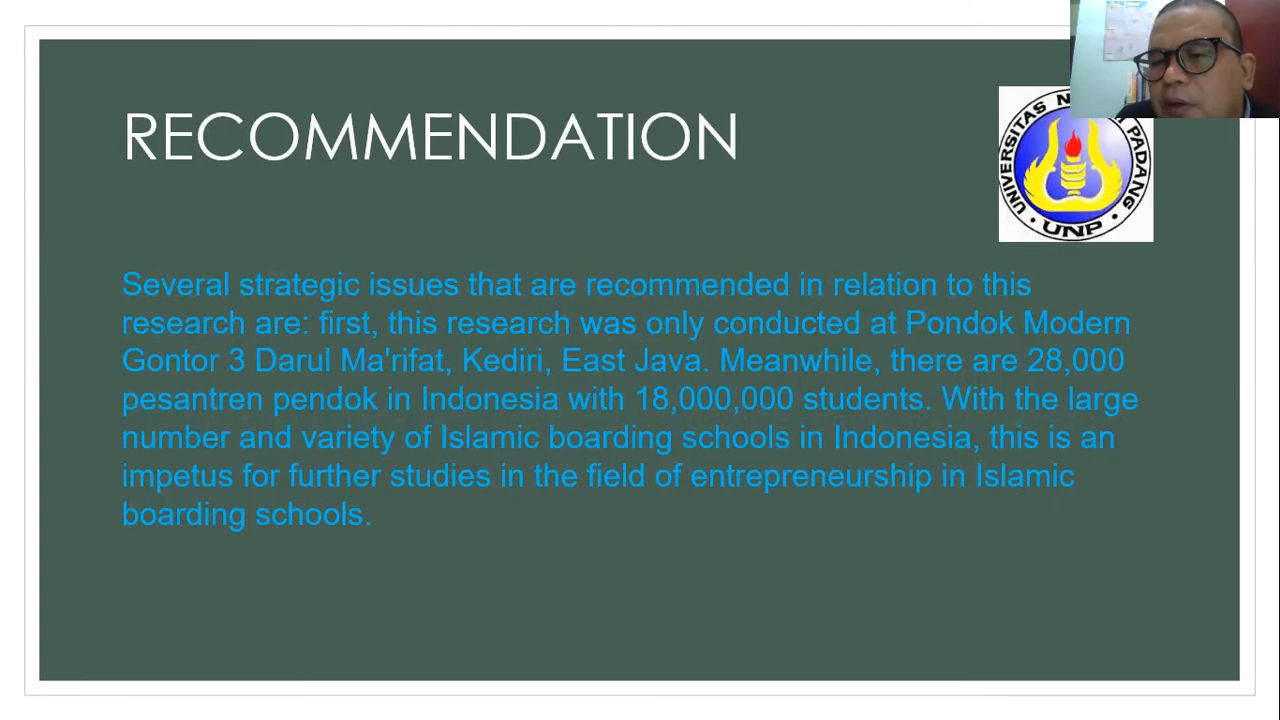 RECOMMENDATION
UNIVERSITAS N PADANG
UNP
Several strategic issues that are recommended in relation to this
research are: first, this research was only conducted at Pondok Modern
Gontor 3 Darul Ma'rifat, Kediri, East Java. Meanwhile, there are 28,000
pesantren pendok in Indonesia with 18,000,000 students. With the large
number and variety of Islamic boarding schools in Indonesia, this is an
impetus for further studies in the field of entrepreneurship in Islamic
boarding schools.